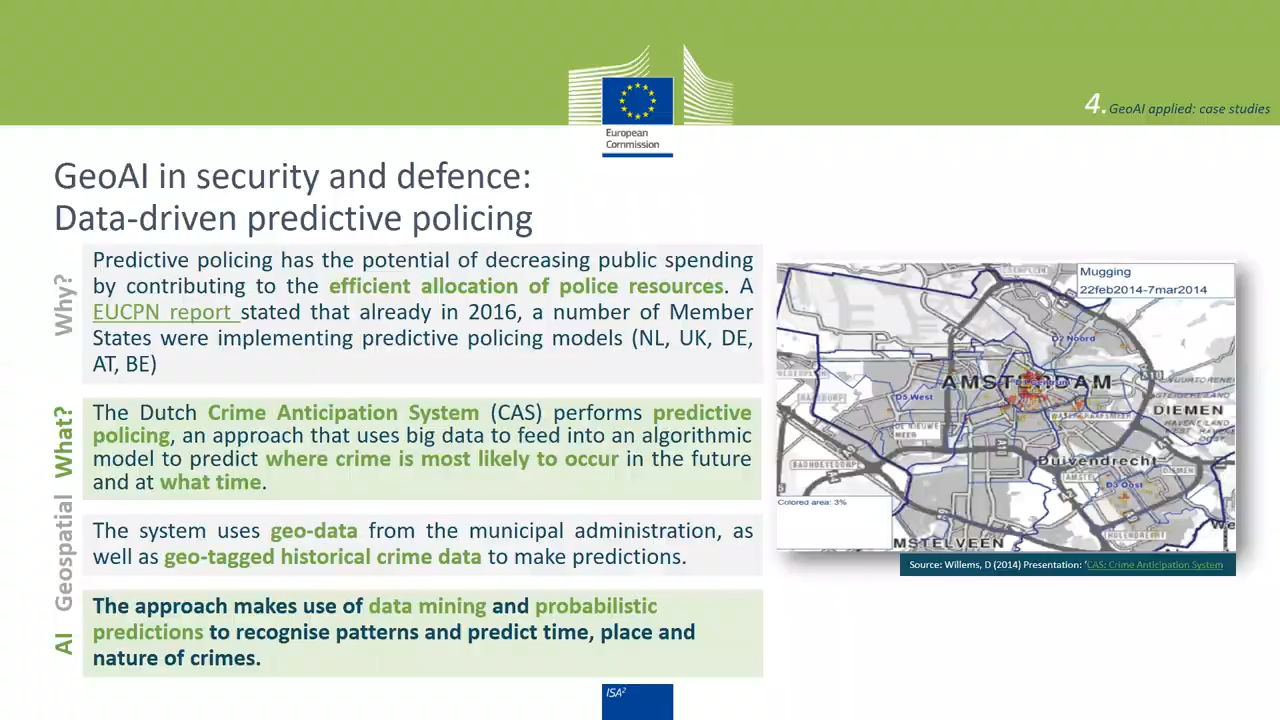 European
Commission
4. GeoAI applied: case studies
GeoAI in security and defence:
Data-driven predictive policing
Why?
Predictive policing has the potential of decreasing public spending
by contributing to the efficient allocation of police resources. A
EUCPN report stated that already in 2016, a number of Member
States were implementing predictive policing models (NL, UK, DE,
AT, BE)
What?
The Dutch Crime Anticipation System (CAS) performs predictive
policing, an approach that uses big data to feed into an algorithmic
model to predict where crime is most likely to occur in the future
and at what time.
Geospatial
The system uses geo-data from the municipal administration, as
well as geo-tagged historical crime data to make predictions.
AI
The approach makes use of data mining and probabilistic
predictions to recognise patterns and predict time, place and
nature of crimes.
Mugging
22feb2014-7mar2014
D2 Noord
AMSTERDAM
D5 West
DIEMEN
DE NIEUWE
MEER
BADHOEVEDORP
Duivendrecht
D3 Oost
Colored area: 3%
MSTELVEEN
Source: Willems, D (2014) Presentation: 'CAS: Crime Anticipation System
ISA²